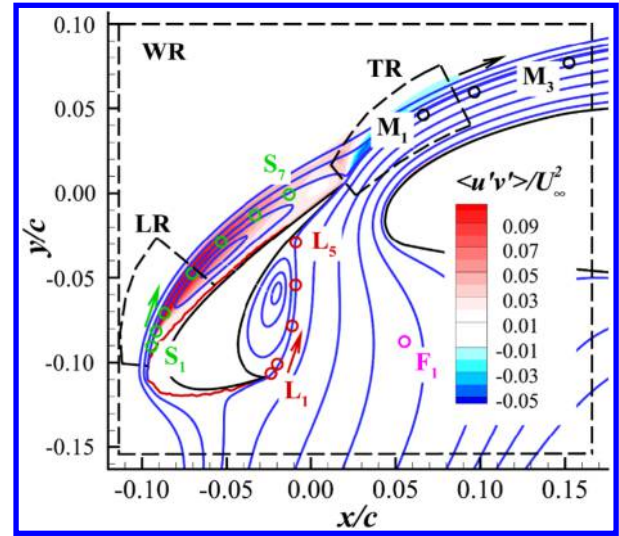 0.10
WR
TR
M₃
0.05
M₁
S₇
<u'v'>/U²∞
y/c
0.00
LR
L₅
0.09
0.07
0.05
0.03
0.01
-0.01
-0.03
-0.05
-0.05
S₁
-0.10
L₁
F₁
-0.15
-0.10 -0.05 0.00 0.05 0.10 0.15
x/c